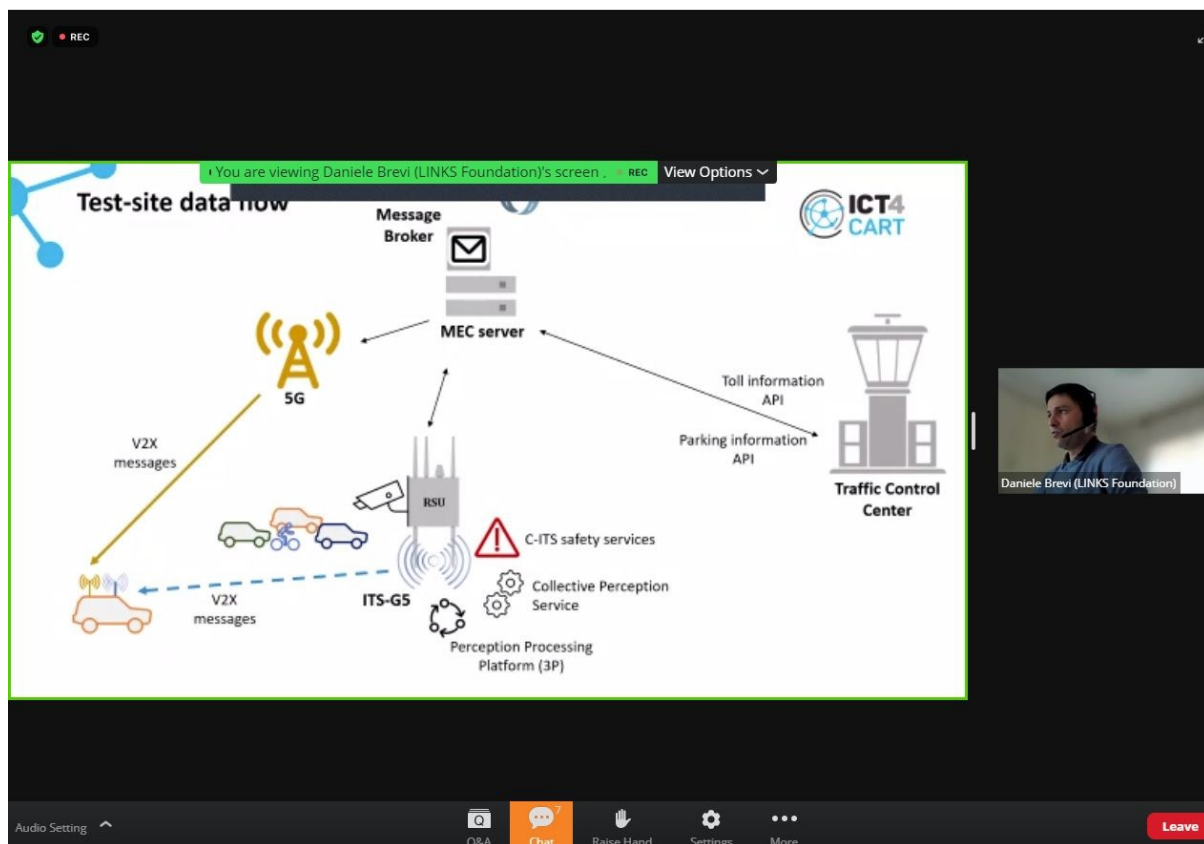 REC
You are viewing Daniele Brevi (LINKS Foundation)'s screen
REC
View Options
Test-site data flow
ICT4
CART
Message
Broker
MEC server
5G
Toll information
API
Parking information
API
V2X
messages
RSU
Traffic Control
Center
Daniele Brevi (LINKS Foundation)
C-ITS safety services
V2X
messages
ITS-G5
Collective Perception
Service
Perception Processing
Platform (3P)
Audio Setting
Q
7
Q&A
Chat
Raise Hand
Settings
More
Leave